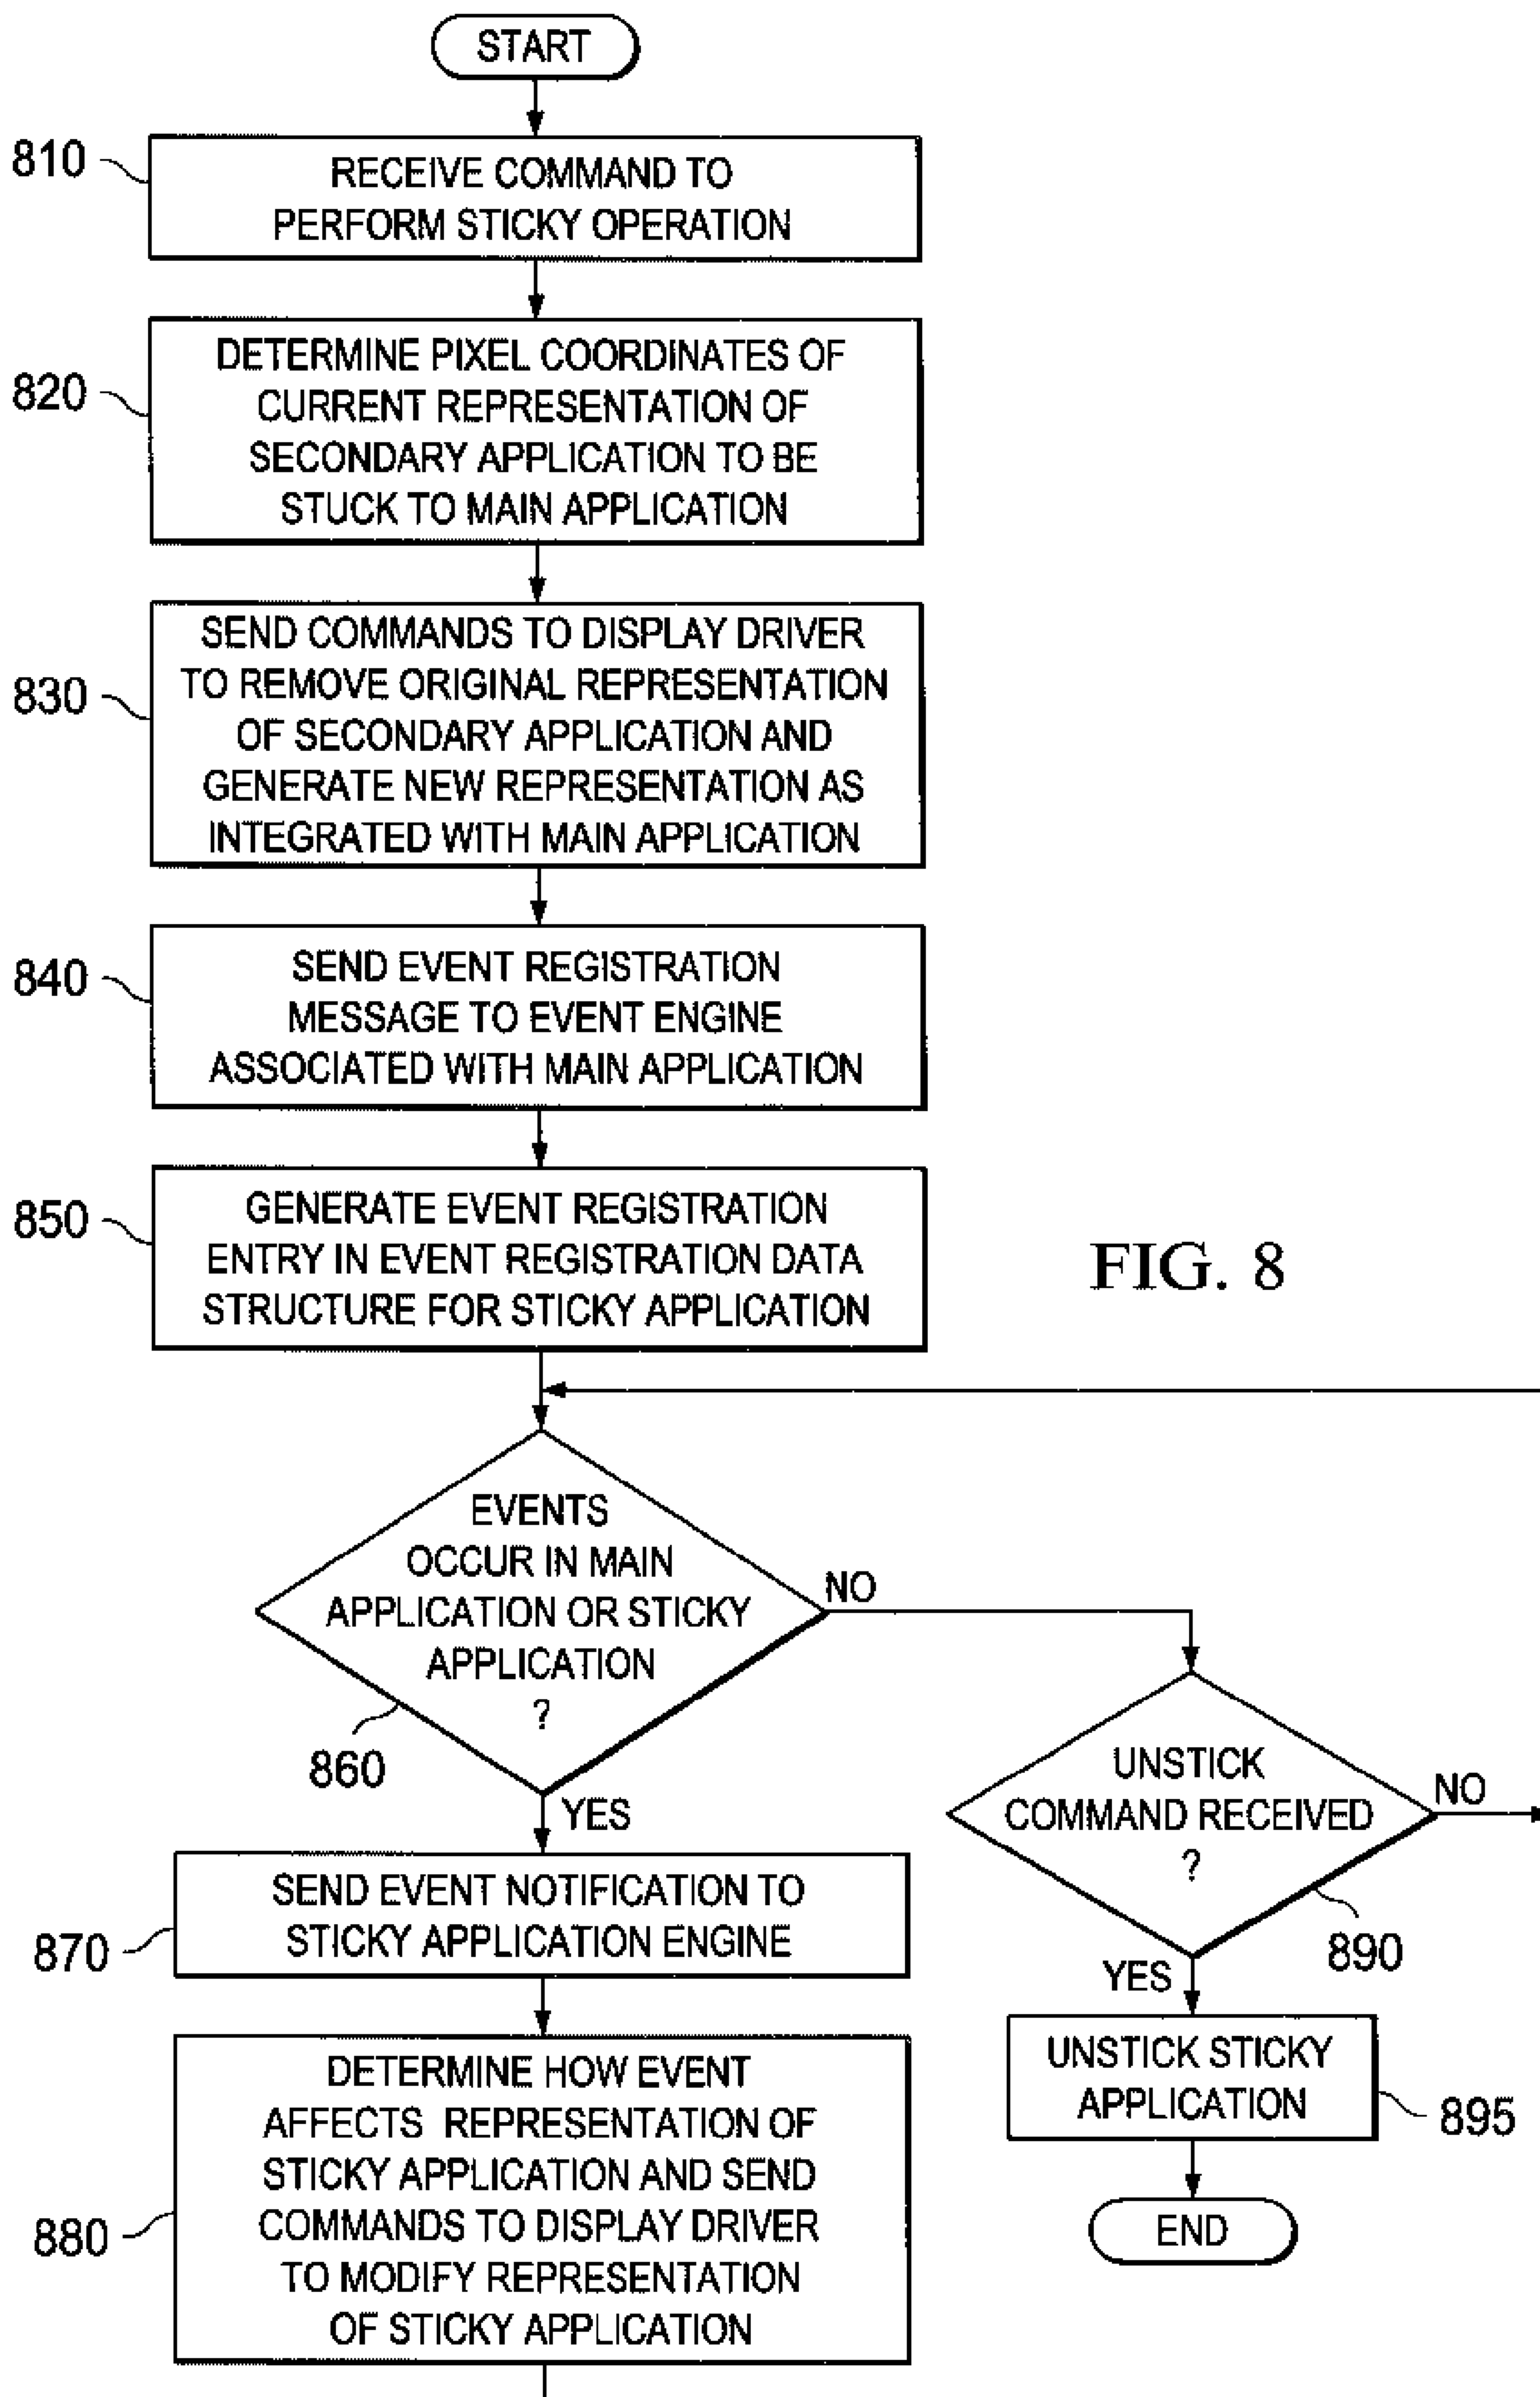 START
810
RECEIVE COMMAND TO
PERFORM STICKY OPERATION
820
DETERMINE PIXEL COORDINATES OF
CURRENT REPRESENTATION OF
SECONDARY APPLICATION TO BE
STUCK TO MAIN APPLICATION
830
SEND COMMANDS TO DISPLAY DRIVER
TO REMOVE ORIGINAL REPRESENTATION
OF SECONDARY APPLICATION AND
GENERATE NEW REPRESENTATION AS
INTEGRATED WITH MAIN APPLICATION
840
SEND EVENT REGISTRATION
MESSAGE TO EVENT ENGINE
ASSOCIATED WITH MAIN APPLICATION
850
GENERATE EVENT REGISTRATION
ENTRY IN EVENT REGISTRATION DATA
STRUCTURE FOR STICKY APPLICATION
FIG. 8
EVENTS
OCCUR IN MAIN
APPLICATION OR STICKY
APPLICATION
?
860
NO
YES
UNSTICK
COMMAND RECEIVED
?
890
NO
YES
870
SEND EVENT NOTIFICATION TO
STICKY APPLICATION ENGINE
880
DETERMINE HOW EVENT
AFFECTS REPRESENTATION OF
STICKY APPLICATION AND SEND
COMMANDS TO DISPLAY DRIVER
TO MODIFY REPRESENTATION
OF STICKY APPLICATION
UNSTICK STICKY
APPLICATION
895
END